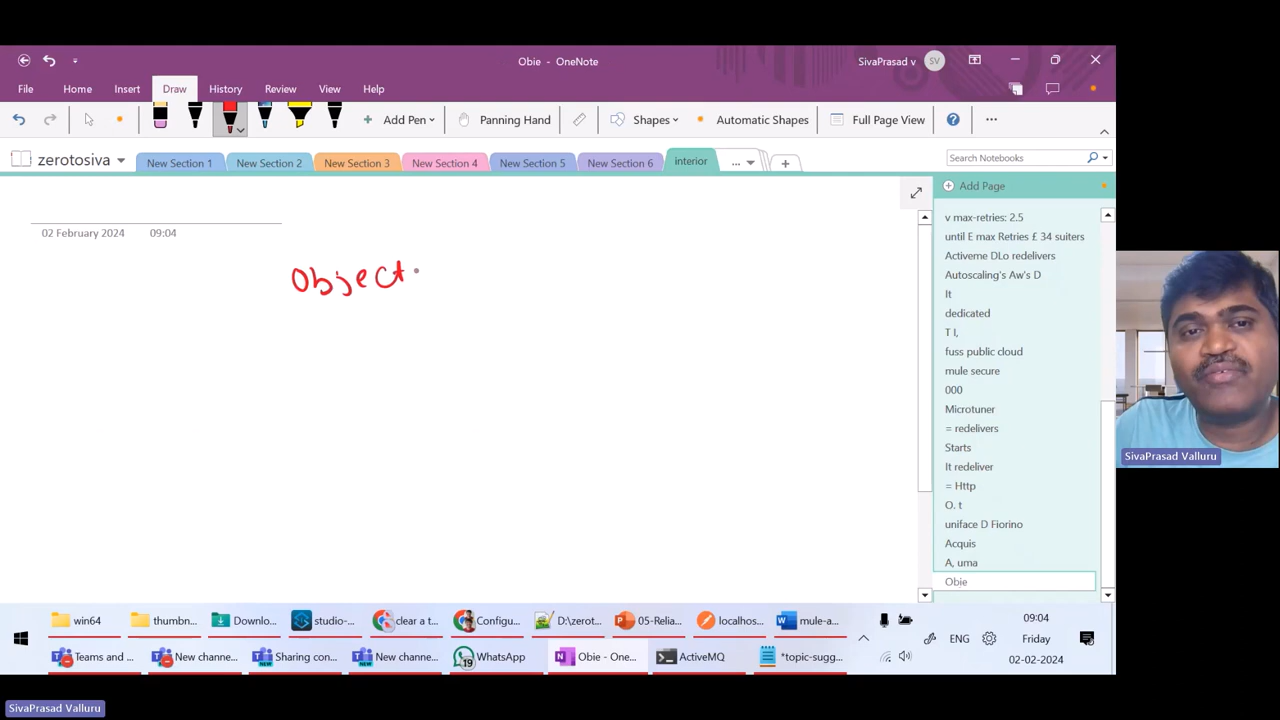 Obie - OneNote
SivaPrasad v
SV
File
Home
Insert
Draw
History
Review
View
Help
Add Pen
Panning Hand
Shapes
Automatic Shapes
Full Page View
zerotosiva
New Section 1
New Section 2
New Section 3
New Section 4
New Section 5
New Section 6
interior
...
Search Notebooks
Add Page
02 February 2024
09:04
Object
v max-retries: 2.5
until E max Retries £ 34 suiters
Activeme DLo redelivers
Autoscaling's Aw's D
It
dedicated
T I,
fuss public cloud
mule secure
000
Microtuner
= redelivers
Starts
It redeliver
= Http
O. t
uniface D Fiorino
Acquis
A, uma
Obie
SivaPrasad Valluru
win64
thumbn...
Downlo...
studio-...
clear a t...
Configu...
D:\zerot...
05-Relia...
localhos...
mule-a...
Teams and ...
New channe...
Sharing con...
New channe...
19
WhatsApp
Obie - One...
ActiveMQ
*topic-sugg...
ENG
09:04
Friday
02-02-2024
SivaPrasad Valluru